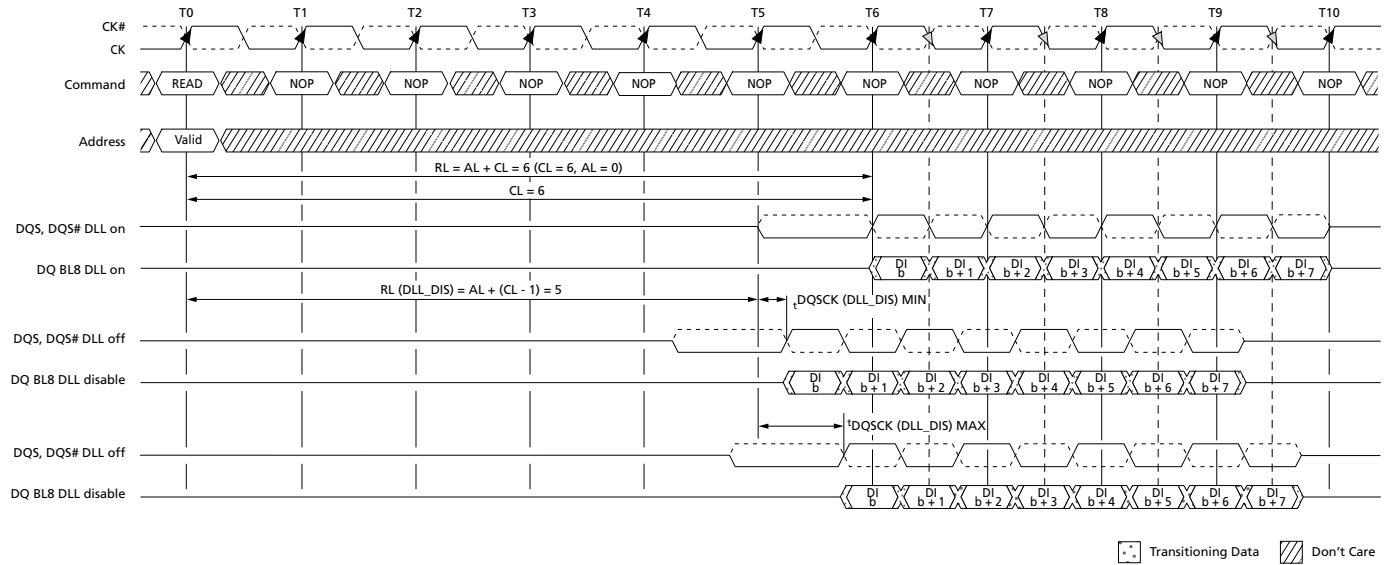 T0 T1 T2 T3 T4 T5 T6 T7 T8 T9 T10
CK#
CK
Command READ NOP NOP NOP NOP NOP NOP NOP NOP NOP NOP
Address Valid
RL = AL + CL = 6 (CL = 6, AL = 0)
CL = 6
DQS, DQS# DLL on
DQ BL8 DLL on DI b DI b + 1 DI b + 2 DI b + 3 DI b + 4 DI b + 5 DI b + 6 DI b + 7
RL (DLL_DIS) = AL + (CL - 1) = 5
tDQSCK (DLL_DIS) MIN
DQS, DQS# DLL off
DQ BL8 DLL disable DI b DI b + 1 DI b + 2 DI b + 3 DI b + 4 DI b + 5 DI b + 6 DI b + 7
tDQSCK (DLL_DIS) MAX
DQS, DQS# DLL off
DQ BL8 DLL disable DI b DI b + 1 DI b + 2 DI b + 3 DI b + 4 DI b + 5 DI b + 6 DI b + 7
Transitioning Data Don't Care